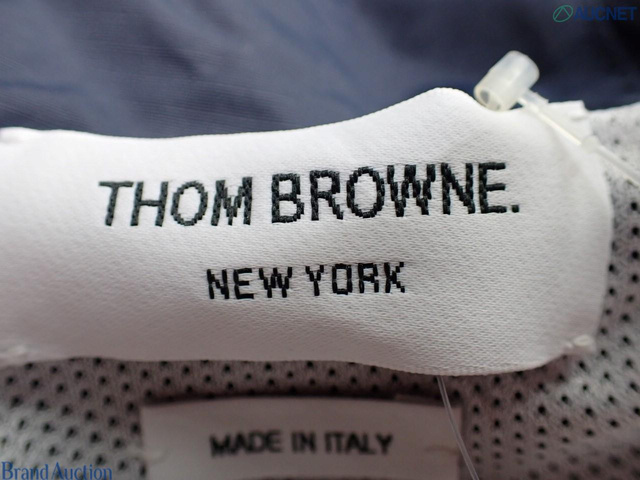 AUCNET
THOM BROWNE.
NEW YORK
MADE IN ITALY
Brand Auction